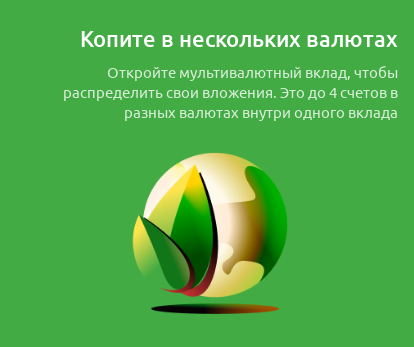 Копите в нескольких валютах
Откройте мультивалютный вклад, чтобы
распределить свои вложения. Это до 4 счетов в
разных валютах внутри одного вклада